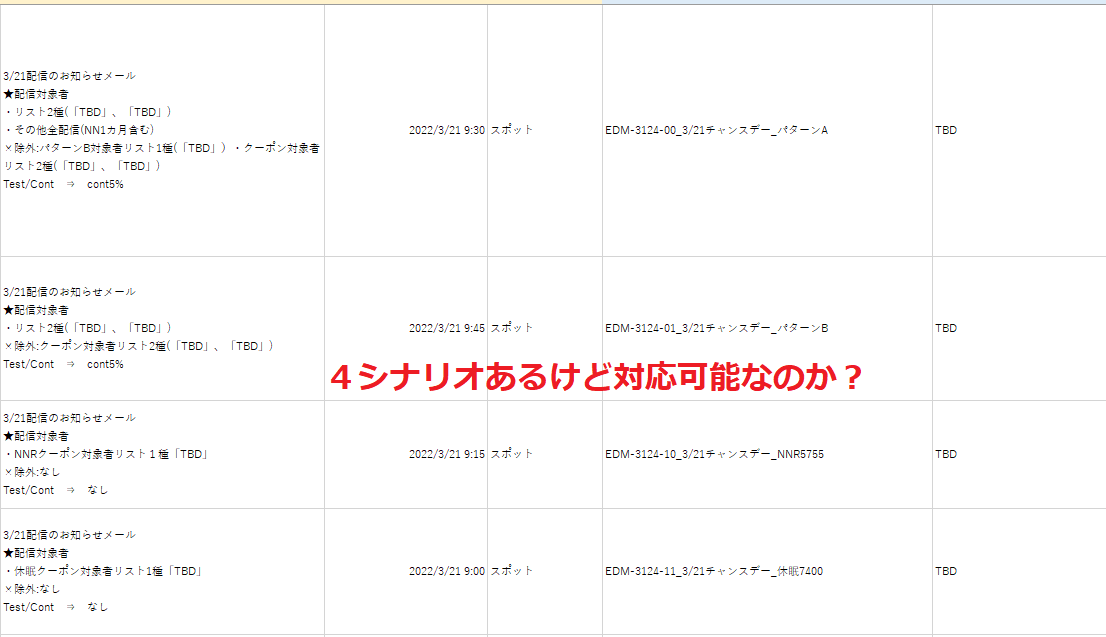 3/21配信のお知らせメール
★配信対象者
・リスト2種(「TBD」、「TBD」)
・その他全配信(NN1カ月含む)
×除外:パターンB対象者リスト1種(「TBD」）・クーポン対象者
リスト2種(「TBD」、「TBD」)
Test/Cont ⇒ cont5%
2022/3/21 9:30
スポット
EDM-3124-00_3/21チャンスデー_パターンA
TBD
3/21配信のお知らせメール
★配信対象者
・リスト2種(「TBD」、「TBD」)
×除外:クーポン対象者リスト2種(「TBD」、「TBD」)
Test/Cont ⇒ cont5%
2022/3/21 9:45
スポット
EDM-3124-01_3/21チャンスデー_パターンB
TBD
４シナリオあるけど対応可能なのか？
3/21配信のお知らせメール
★配信対象者
・NNRクーポン対象者リスト１種「TBD」
×除外:なし
Test/Cont ⇒ なし
2022/3/21 9:15
スポット
EDM-3124-10_3/21チャンスデー_NNR5755
TBD
3/21配信のお知らせメール
★配信対象者
・休眠クーポン対象者リスト1種「TBD」
×除外:なし
Test/Cont ⇒ なし
2022/3/21 9:00
スポット
EDM-3124-11_3/21チャンスデー_休眠7400
TBD